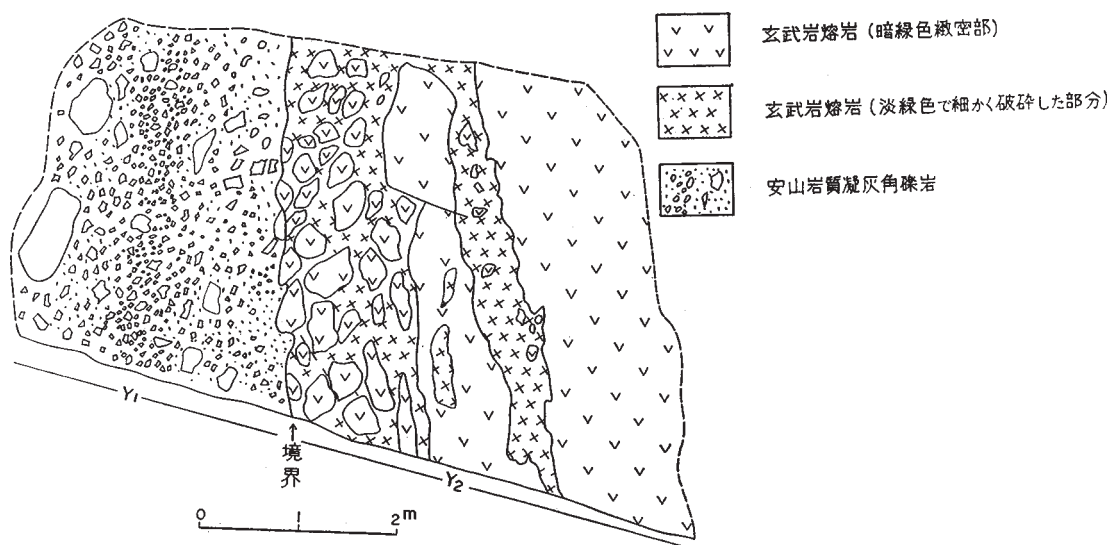 玄武岩熔岩 (暗緑色緻密部)
玄武岩熔岩 (淡緑色で細かく破砕した部分)
安山岩質凝灰角礫岩
Y1
境界
Y2
0 1 2m